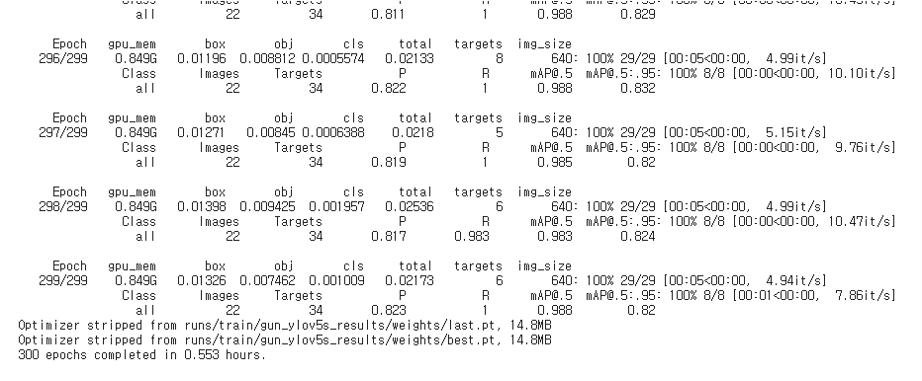 all 22 34 0.811 1 0.988 0.829
Epoch gpu_mem box obj cls total targets img_size
296/299 0.849G 0.01196 0.008812 0.0005574 0.02133 8 640: 100% 29/29 [00:05<00:00, 4.99it/s]
Class Images Targets P R mAP@.5 mAP@.5:.95: 100% 8/8 [00:00<00:00, 10.10it/s]
all 22 34 0.822 1 0.988 0.832
Epoch gpu_mem box obj cls total targets img_size
297/299 0.849G 0.01271 0.00845 0.0006388 0.0218 5 640: 100% 29/29 [00:05<00:00, 5.15it/s]
Class Images Targets P R mAP@.5 mAP@.5:.95: 100% 8/8 [00:00<00:00, 9.76it/s]
all 22 34 0.819 1 0.985 0.82
Epoch gpu_mem box obj cls total targets img_size
298/299 0.849G 0.01398 0.009425 0.001957 0.02536 6 640: 100% 29/29 [00:05<00:00, 4.99it/s]
Class Images Targets P R mAP@.5 mAP@.5:.95: 100% 8/8 [00:00<00:00, 10.47it/s]
all 22 34 0.817 0.983 0.983 0.824
Epoch gpu_mem box obj cls total targets img_size
299/299 0.849G 0.01326 0.007462 0.001009 0.02173 6 640: 100% 29/29 [00:05<00:00, 4.94it/s]
Class Images Targets P R mAP@.5 mAP@.5:.95: 100% 8/8 [00:01<00:00, 7.86it/s]
all 22 34 0.823 1 0.988 0.82
Optimizer stripped from runs/train/gun_ylov5s_results/weights/last.pt, 14.8MB
Optimizer stripped from runs/train/gun_ylov5s_results/weights/best.pt, 14.8MB
300 epochs completed in 0.553 hours.